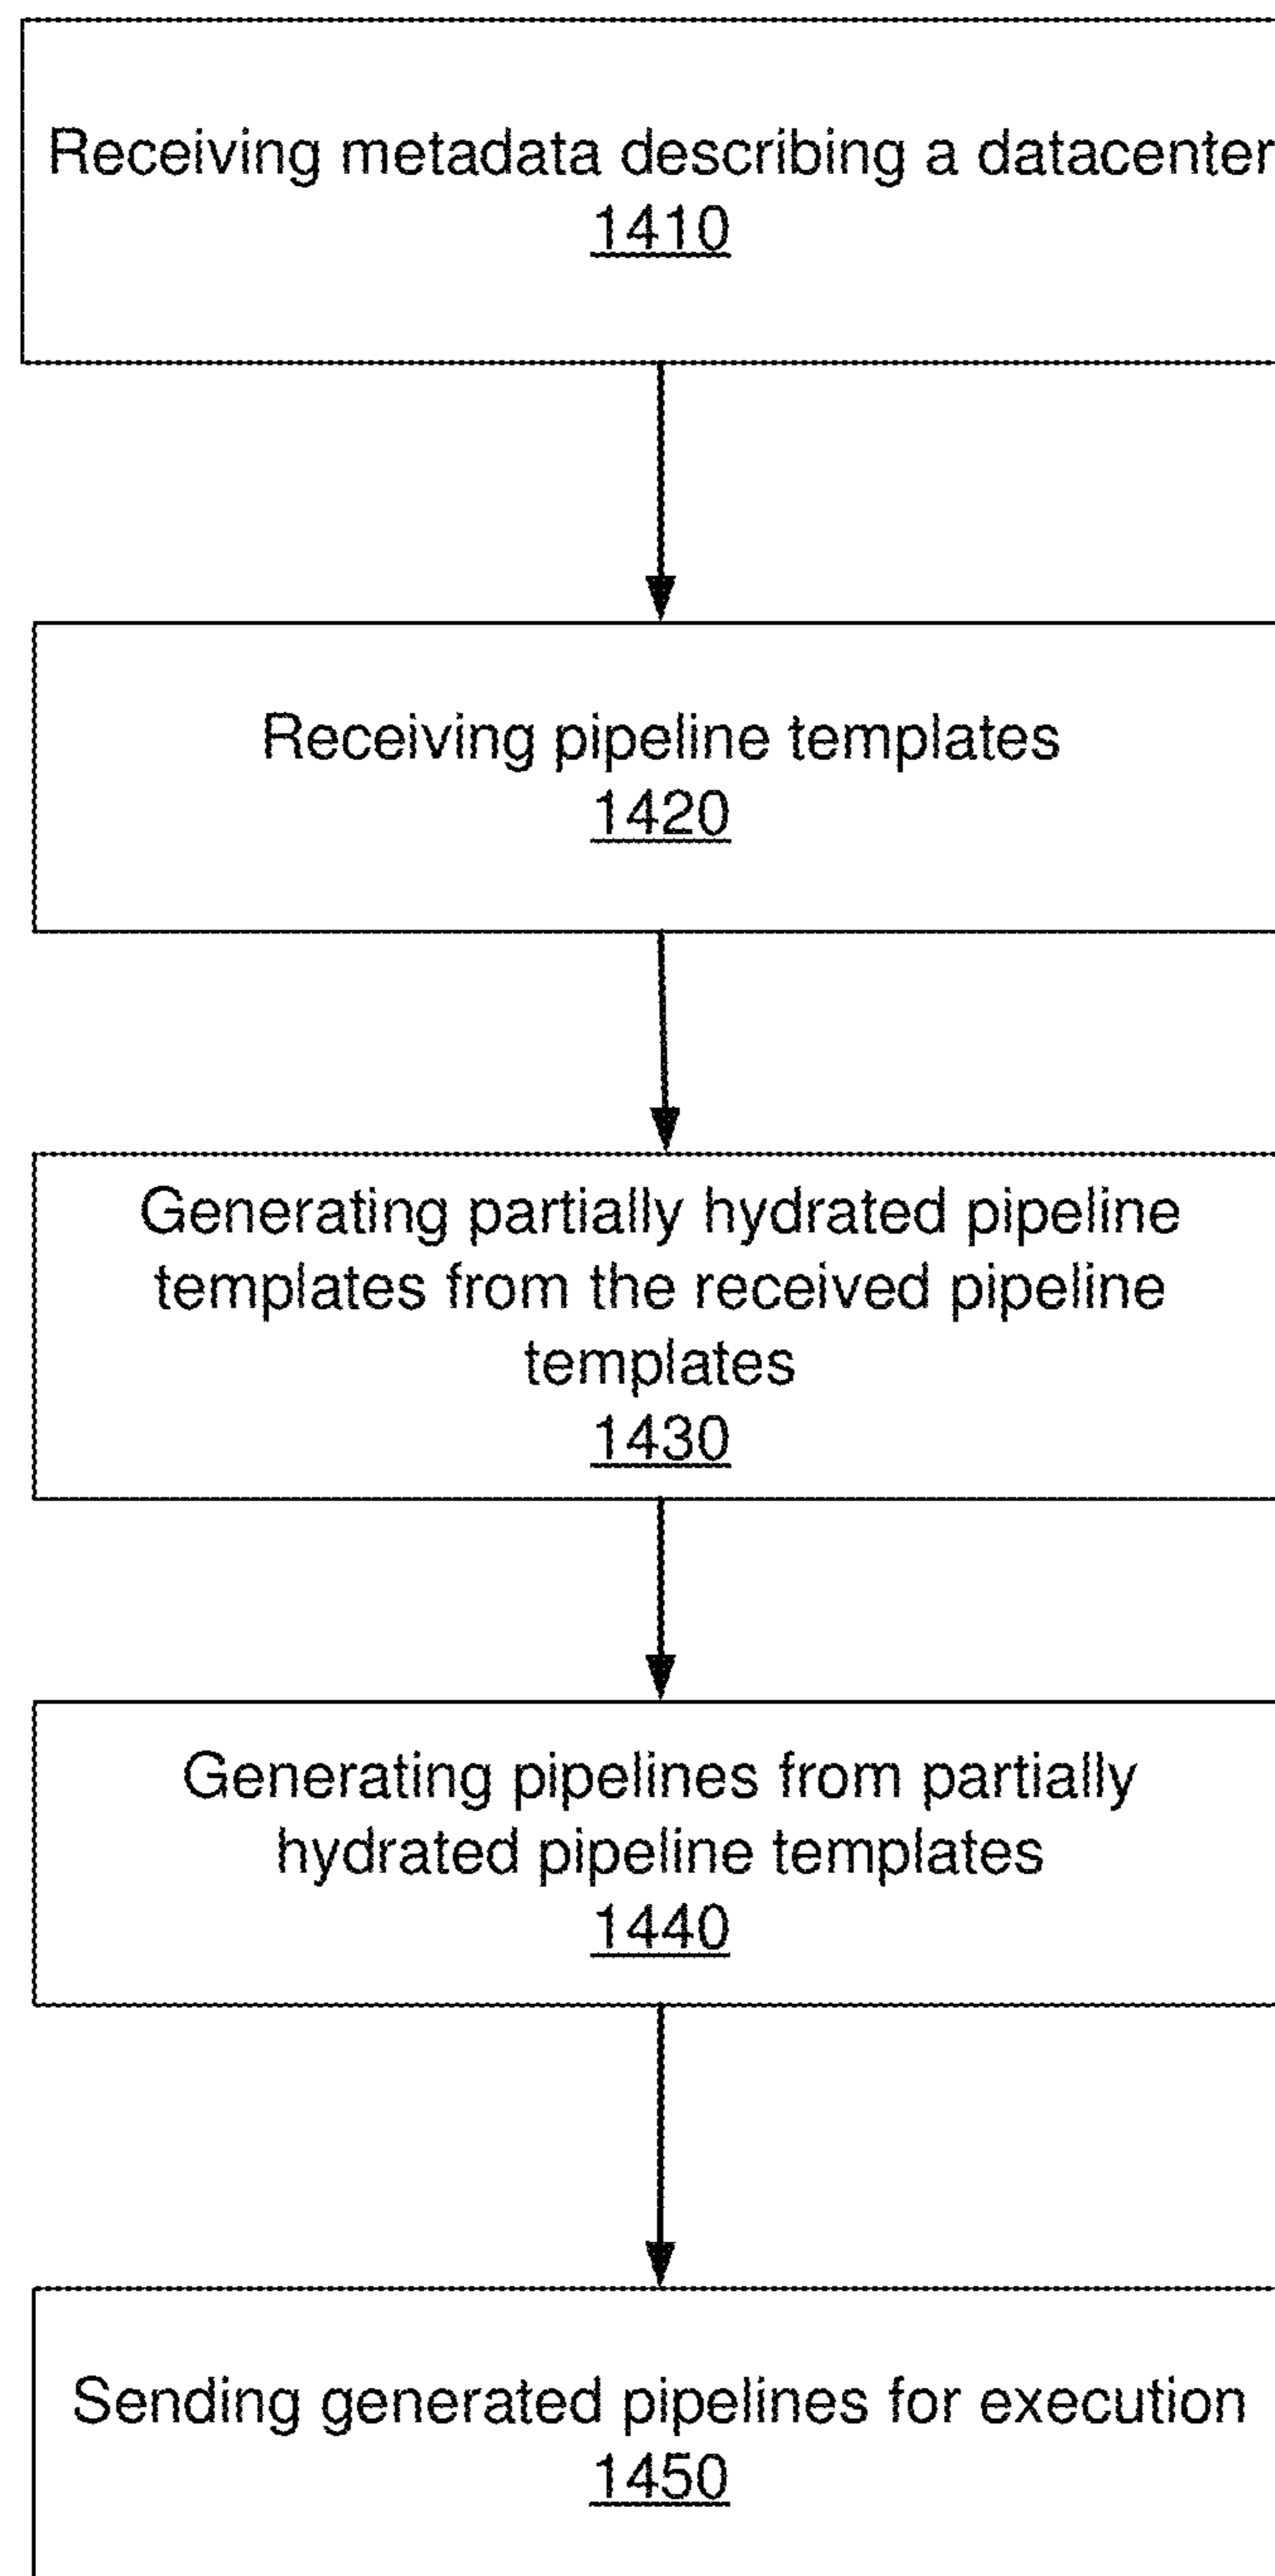 Receiving metadata describing a datacenter
1410
Receiving pipeline templates
1420
Generating partially hydrated pipeline
templates from the received pipeline
templates
1430
Generating pipelines from partially
hydrated pipeline templates
1440
Sending generated pipelines for execution
1450